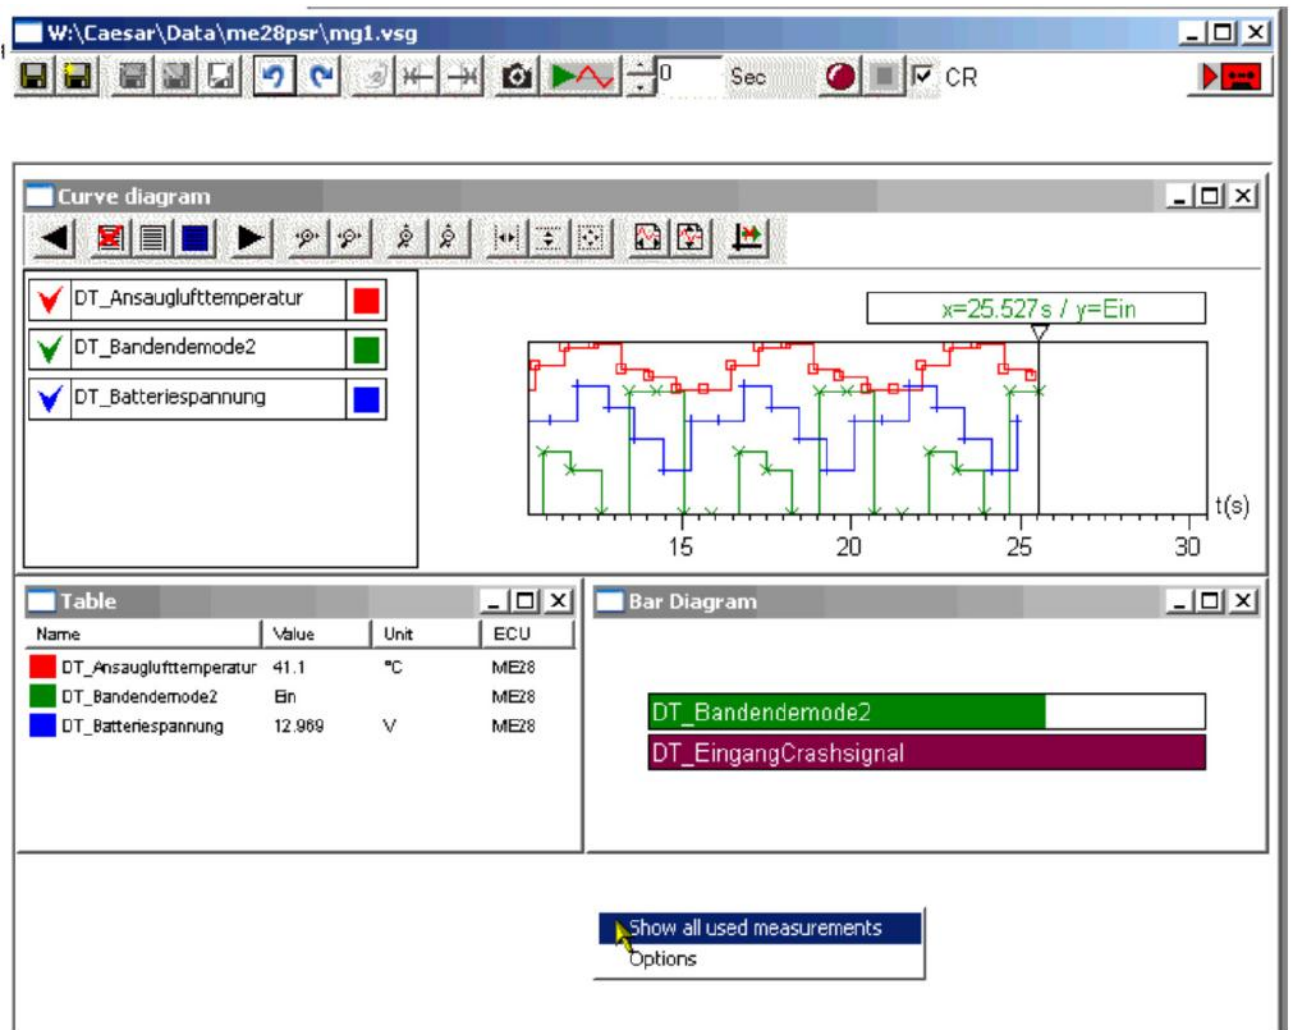 W:\Caesar\Data\me28psr\mg1.vsg
0 Sec CR
Curve diagram
DT_Ansauglufttemperatur
DT_Bandendemode2
DT_Batteriespannung
x=25.527s / y=Ein
t(s)
15 20 25 30
Table
Name Value Unit ECU
DT_Ansauglufttemperatur 41.1 °C ME28
DT_Bandendemode2 Ein ME28
DT_Batteriespannung 12.969 V ME28
Bar Diagram
DT_Bandendemode2
DT_EingangCrashsignal
Show all used measurements
Options